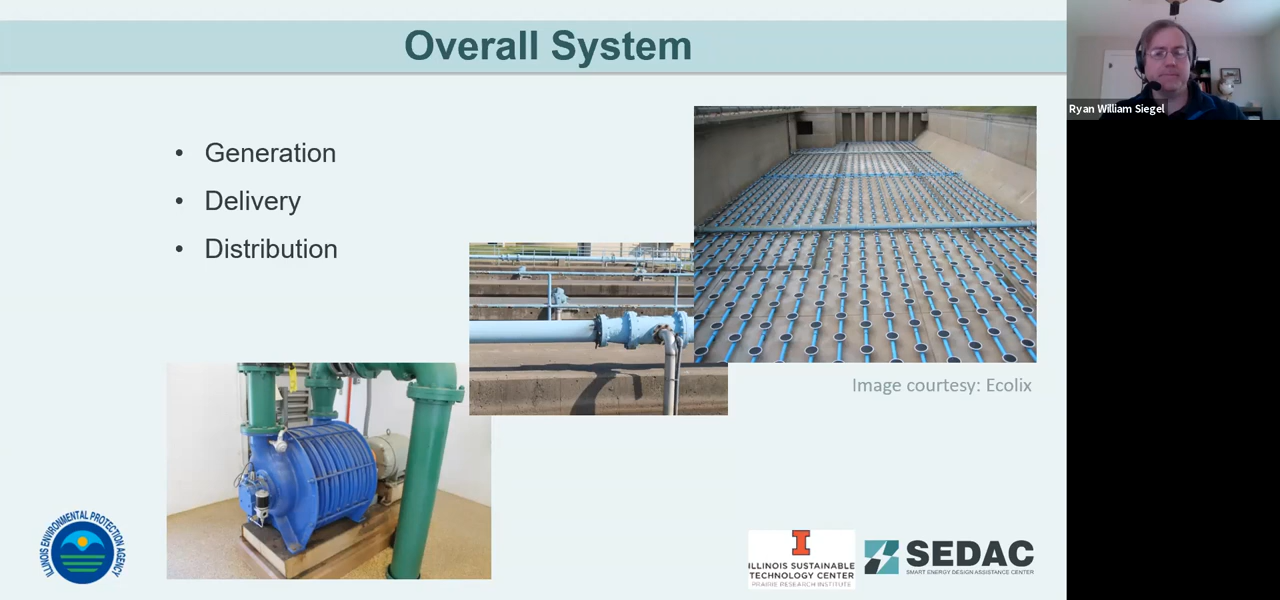 Overall System
Ryan William Siegel
• Generation
• Delivery
• Distribution
Image courtesy: Ecolix
ILLINOIS ENVIRONMENTAL PROTECTION AGENCY
ILLINOIS SUSTAINABLE
TECHNOLOGY CENTER
PRAIRIE RESEARCH INSTITUTE
SEDAC
SMART ENERGY DESIGN ASSISTANCE CENTER